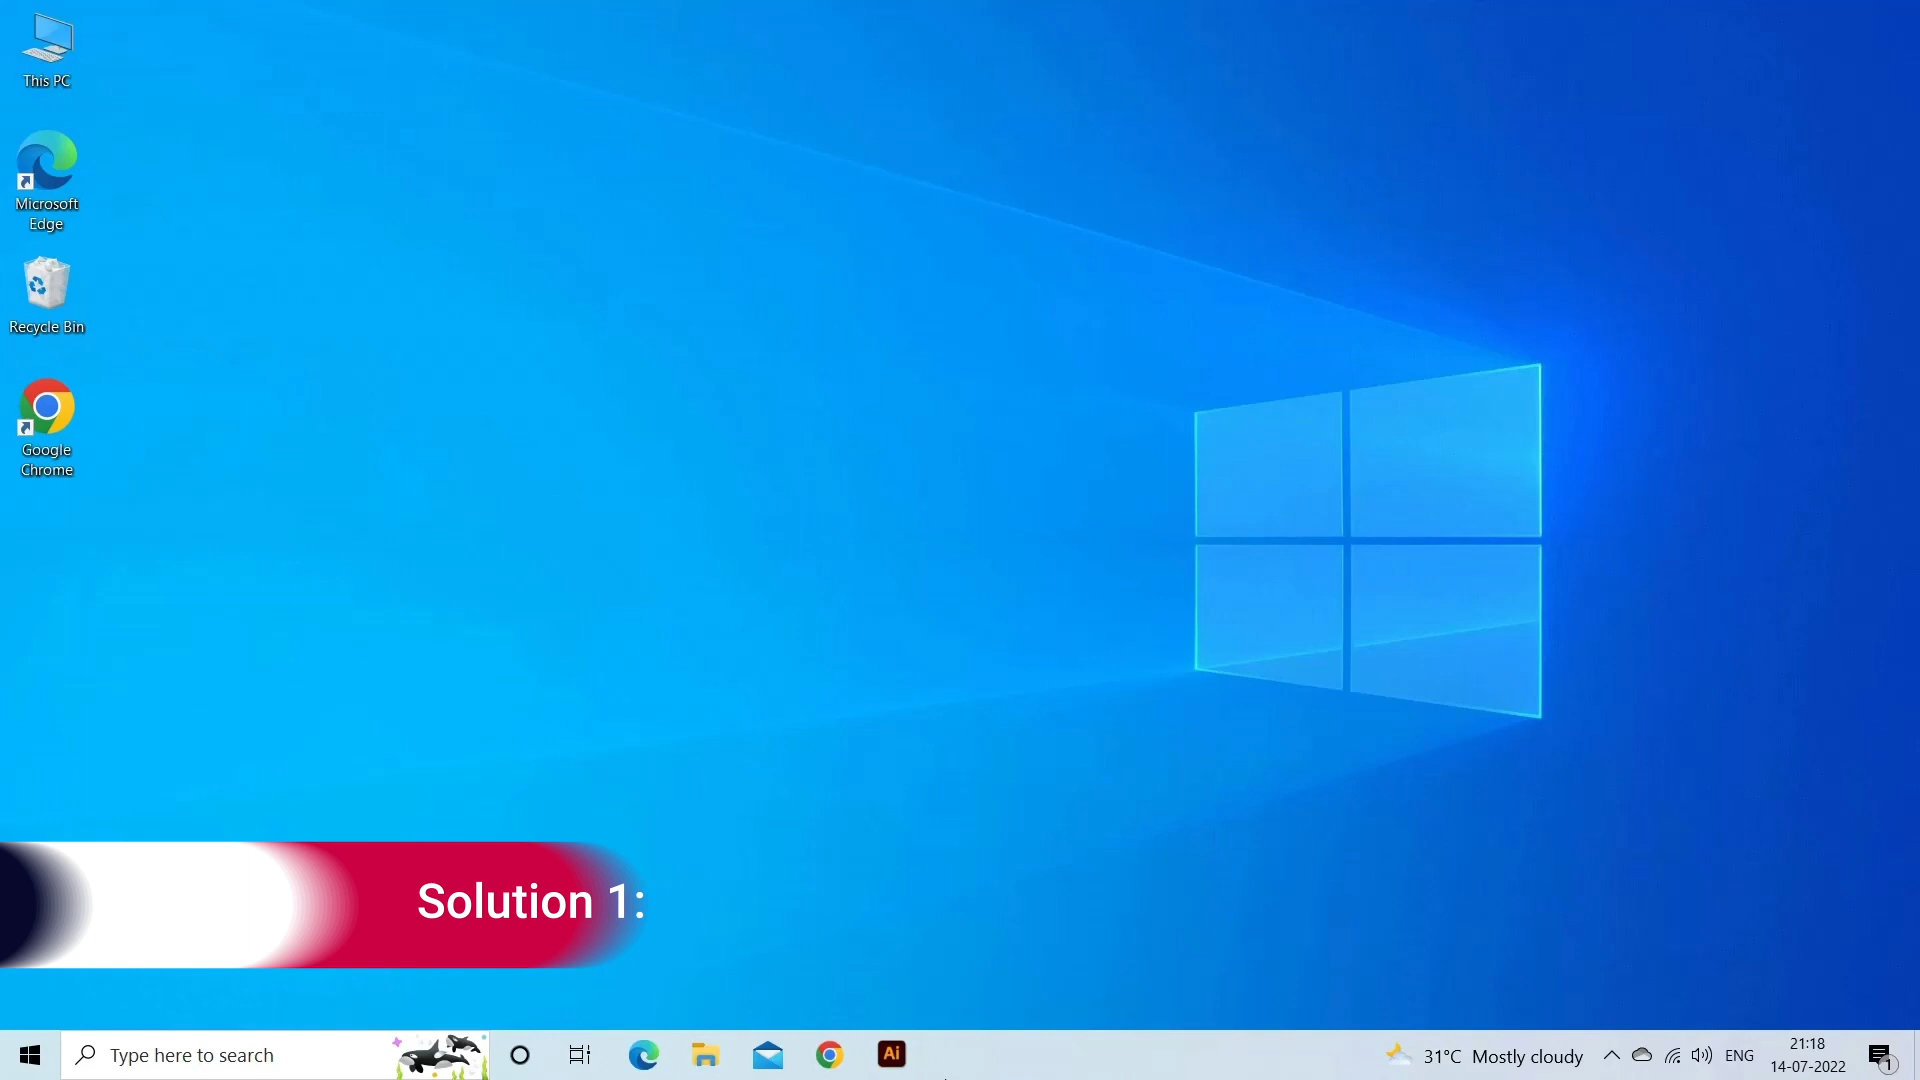 This PC
Microsoft
Edge
Recycle Bin
Google
Chrome
Solution 1:
Type here to search
Ai
31°C Mostly cloudy
ENG
21:18
14-07-2022
1